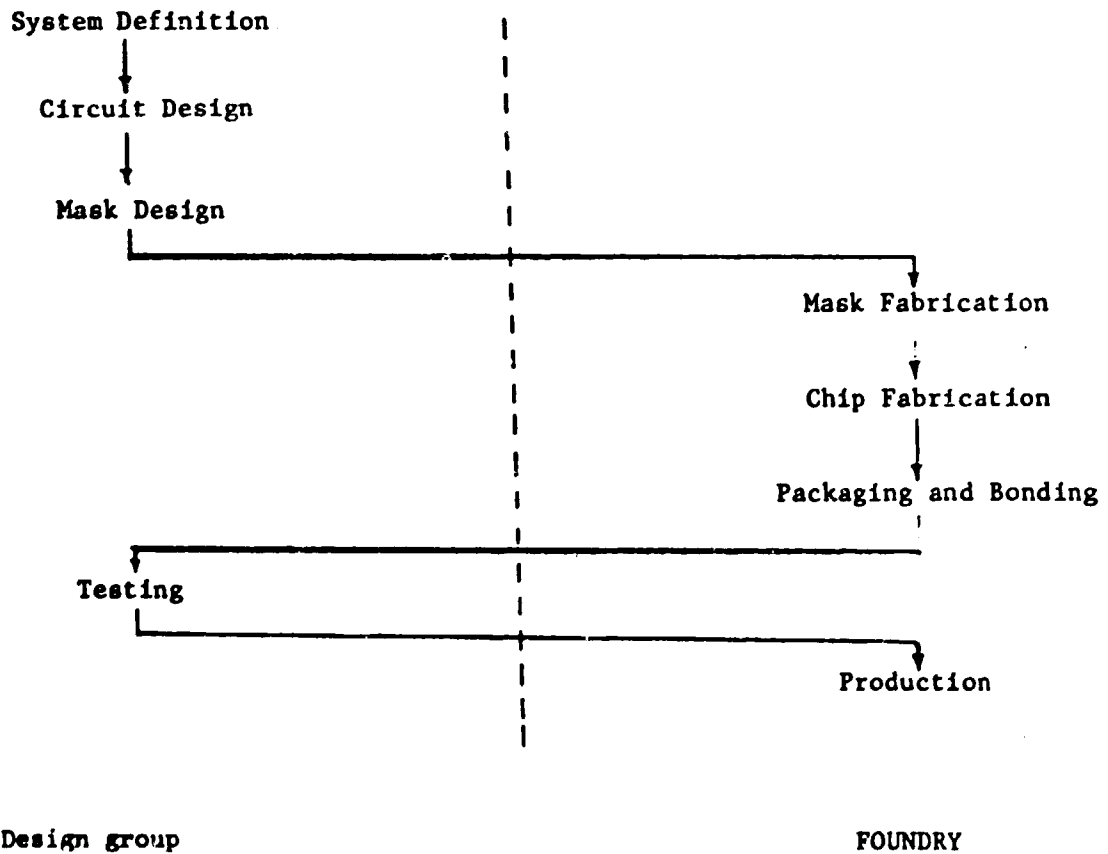 System Definition
Circuit Design
Mask Design
Mask Fabrication
Chip Fabrication
Packaging and Bonding
Testing
Production
Design group
FOUNDRY